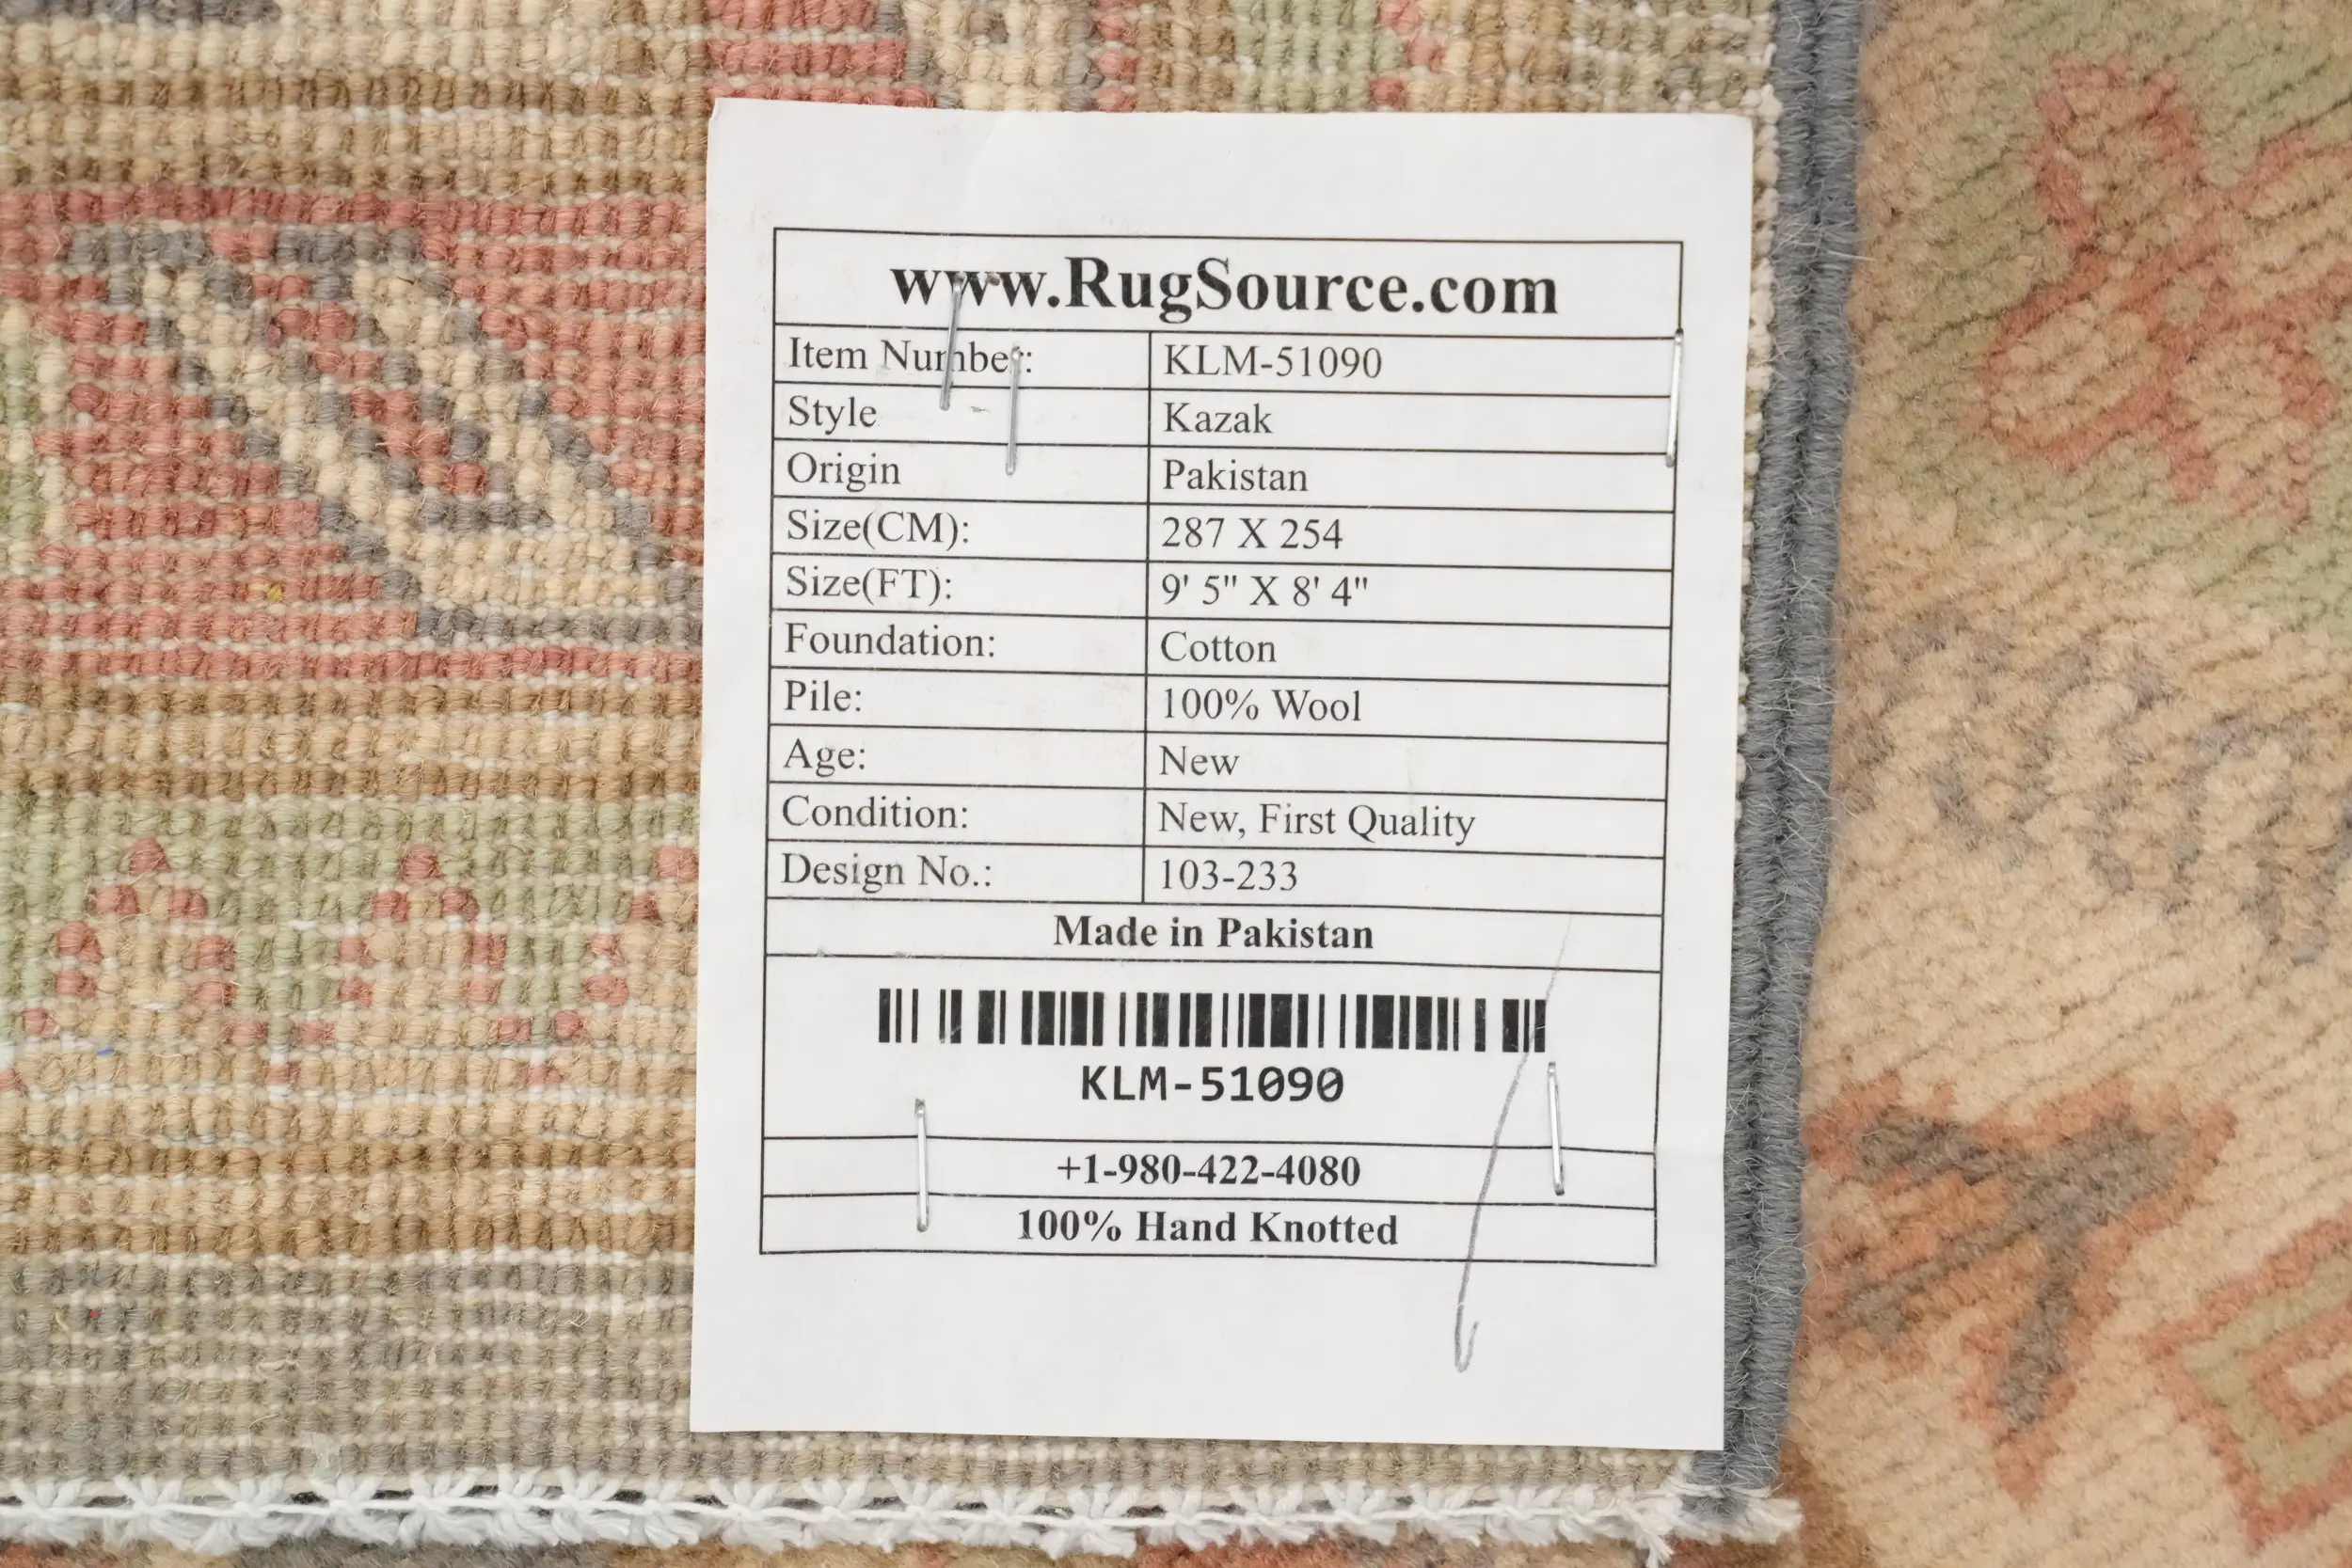 www.RugSource.com
Item Number: KLM-51090
Style Kazak
Origin Pakistan
Size(CM): 287 X 254
Size(FT): 9' 5" X 8' 4"
Foundation: Cotton
Pile: 100% Wool
Age: New
Condition: New, First Quality
Design No.: 103-233
Made in Pakistan
KLM-51090
+1-980-422-4080
100% Hand Knotted